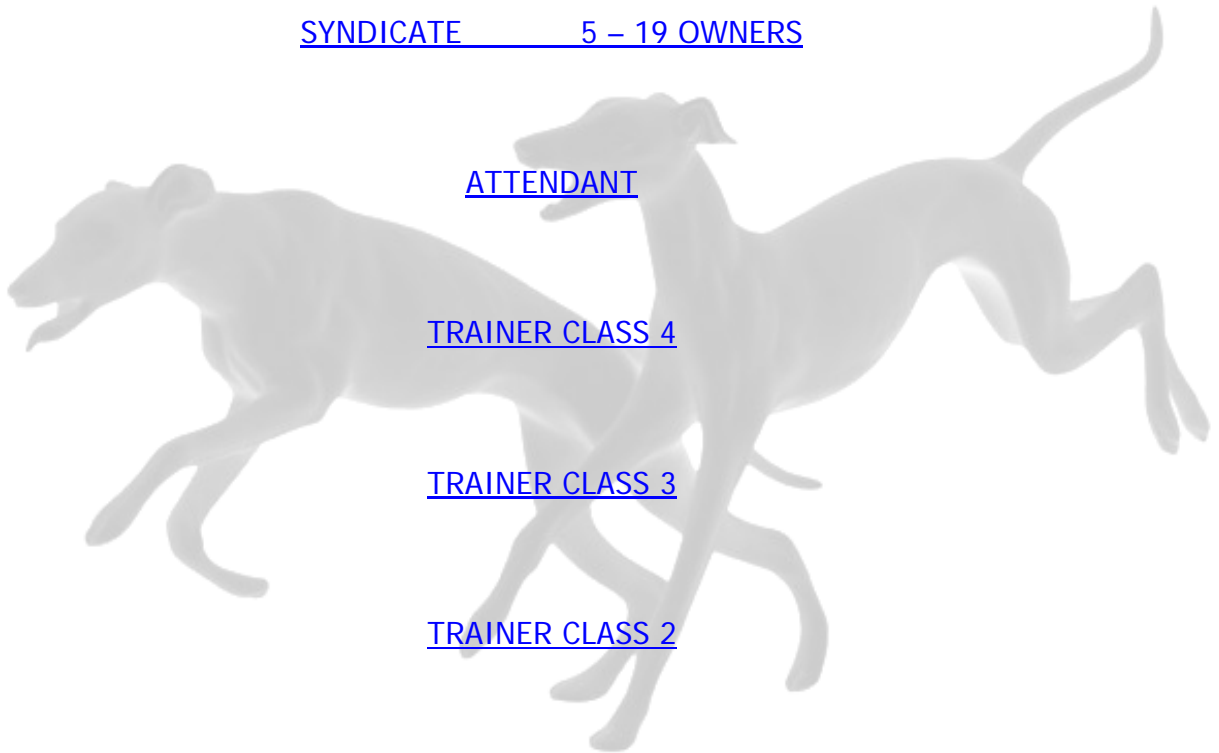 SYNDICATE 5 – 19 OWNERS
ATTENDANT
TRAINER CLASS 4
TRAINER CLASS 3
TRAINER CLASS 2